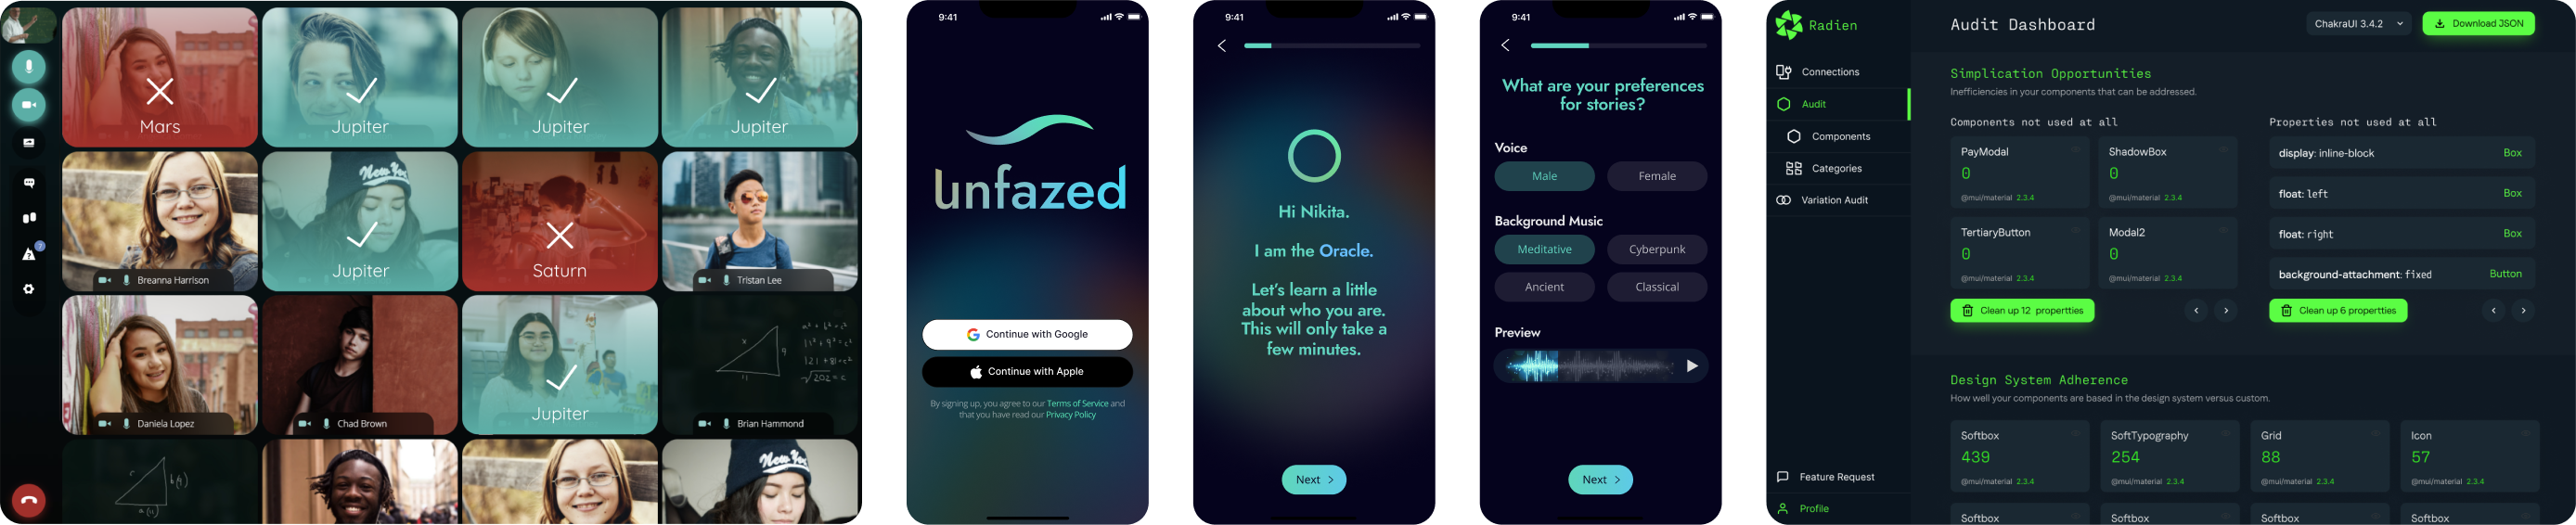 Mars
Jupiter
Jupiter
Jupiter
New Yo
Jupiter
Saturn
Breanna Harrison
Tristan Lee
7
Jupiter
Daniela Lopez
Chad Brown
Brian Hammond
New Yo
9:41
unfazed
Continue with Google
Continue with Apple
By signing up, you agree to our Terms of Service and
that you have read our Privacy Policy
9:41
Hi Nikita.
I am the Oracle.
Let's learn a little
about who you are.
This will only take a
few minutes.
Next
9:41
What are your preferences
for stories?
Voice
Male
Female
Background Music
Meditative
Cyberpunk
Ancient
Classical
Preview
Next
Radien
Connections
Audit
Components
Categories
Variation Audit
Feature Request
Profile
Audit Dashboard
ChakraUI 3.4.2
Download JSON
Simplication Opportunities
Inefficiencies in your components that can be addressed.
Components not used at all
PayModal
0
@mui/material 2.3.4
ShadowBox
0
@mui/material 2.3.4
TertiaryButton
0
@mui/material 2.3.4
Modal2
0
@mui/material 2.3.4
Clean up 12 propertties
Properties not used at all
display: inline-block Box
float: left Box
float: right Box
background-attachment: fixed Button
Clean up 6 propertties
Design System Adherence
How well your components are based in the design system versus custom.
Softbox
439
@mui/material 2.3.4
SoftTypography
254
@mui/material 2.3.4
Grid
88
@mui/material 2.3.4
Icon
57
@mui/material 2.3.4
Softbox
Softbox
Softbox
Softbox